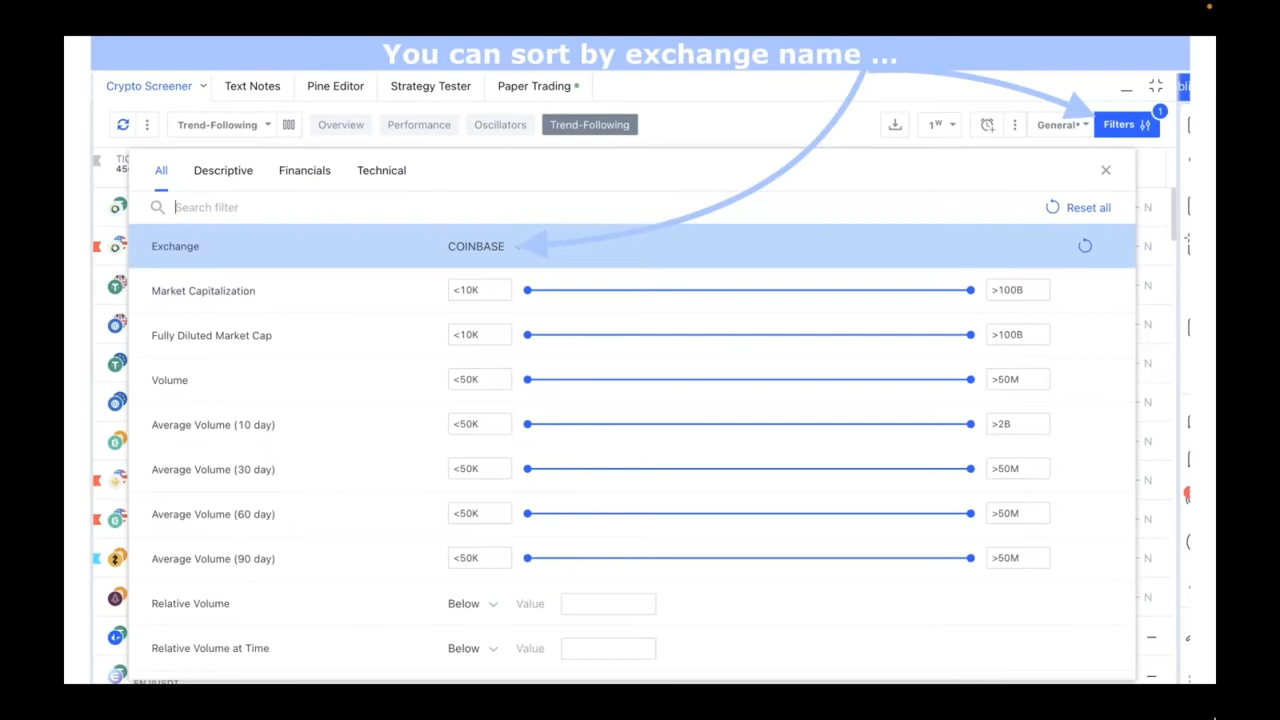 You can sort by exchange name ...
Crypto Screener Text Notes Pine Editor Strategy Tester Paper Trading
Trend-Following Overview Performance Oscillators Trend-Following 1W General Filters 1
All Descriptive Financials Technical
Search filter Reset all N
Exchange COINBASE N
Market Capitalization <10K >100B N
Fully Diluted Market Cap <10K >100B N
Volume <50K >50M N
Average Volume (10 day) <50K >2B N
Average Volume (30 day) <50K >50M N
Average Volume (60 day) <50K >50M N
Average Volume (90 day) <50K >50M N
Relative Volume Below Value N
Relative Volume at Time Below Value